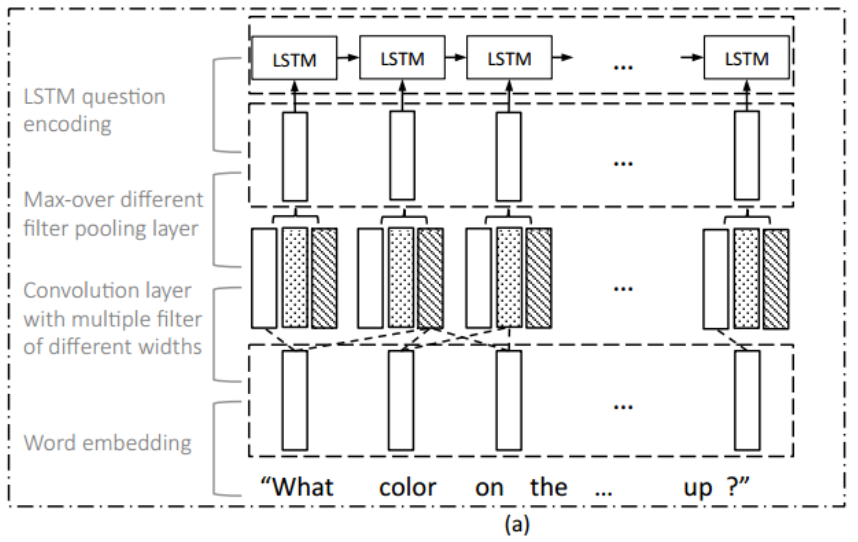 LSTM LSTM LSTM ... LSTM
LSTM question
encoding
...
Max-over different
filter pooling layer
...
Convolution layer
with multiple filter
of different widths
...
Word embedding
“What color on the ... up ?”
(a)